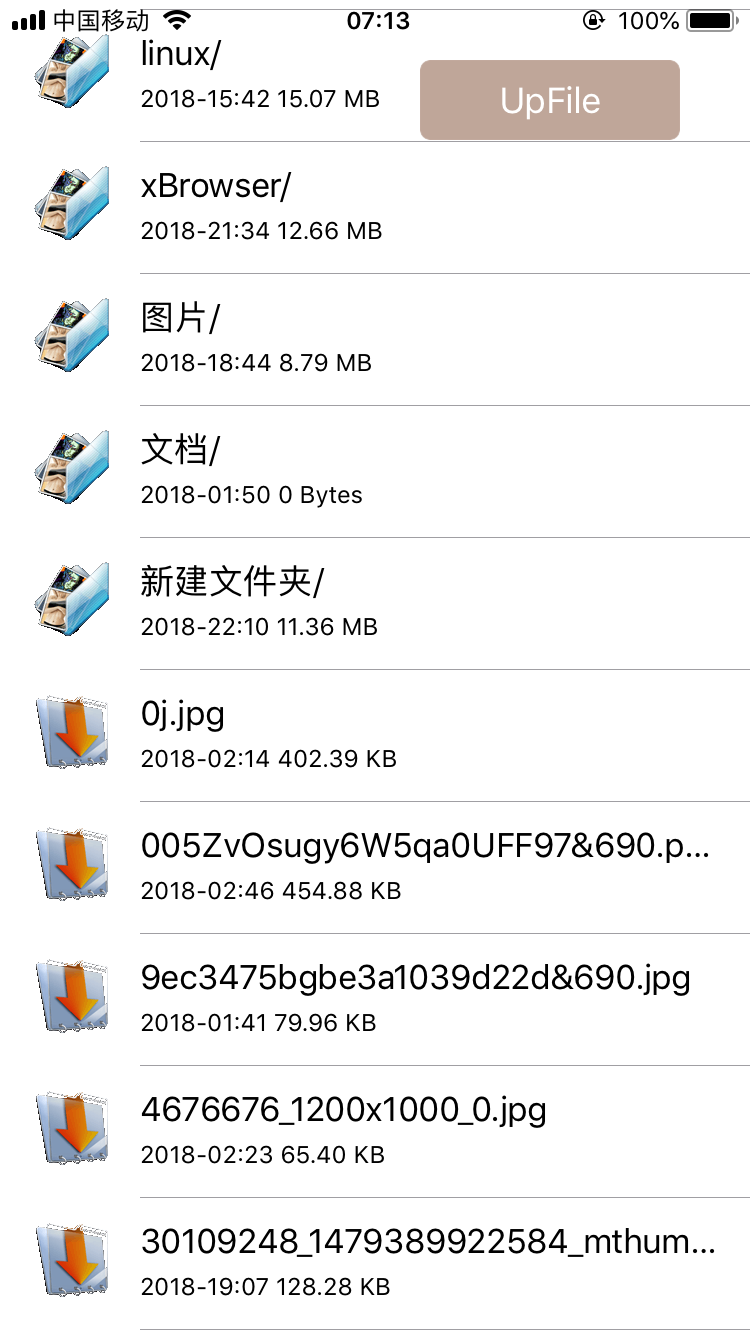 中国移动 07:13 100%
linux/
2018-15:42 15.07 MB
UpFile
xBrowser/
2018-21:34 12.66 MB
图片/
2018-18:44 8.79 MB
文档/
2018-01:50 0 Bytes
新建文件夹/
2018-22:10 11.36 MB
0j.jpg
2018-02:14 402.39 KB
005ZvOsugy6W5qa0UFF97&690.p...
2018-02:46 454.88 KB
9ec3475bgbe3a1039d22d&690.jpg
2018-01:41 79.96 KB
4676676_1200x1000_0.jpg
2018-02:23 65.40 KB
30109248_1479389922584_mthum...
2018-19:07 128.28 KB